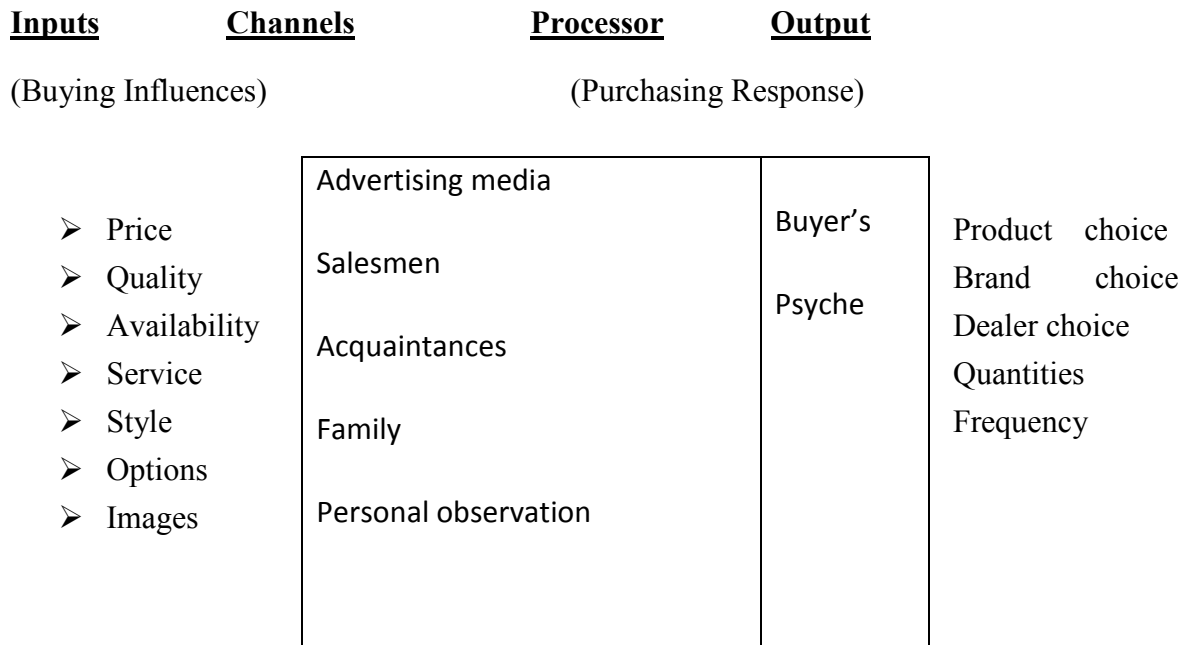 Inputs Channels Processor Output
(Buying Influences) (Purchasing Response)
➢ Price
➢ Quality
➢ Availability
➢ Service
➢ Style
➢ Options
➢ Images
Advertising media
Salesmen
Acquaintances
Family
Personal observation
Buyer’s
Psyche
Product choice
Brand choice
Dealer choice
Quantities
Frequency